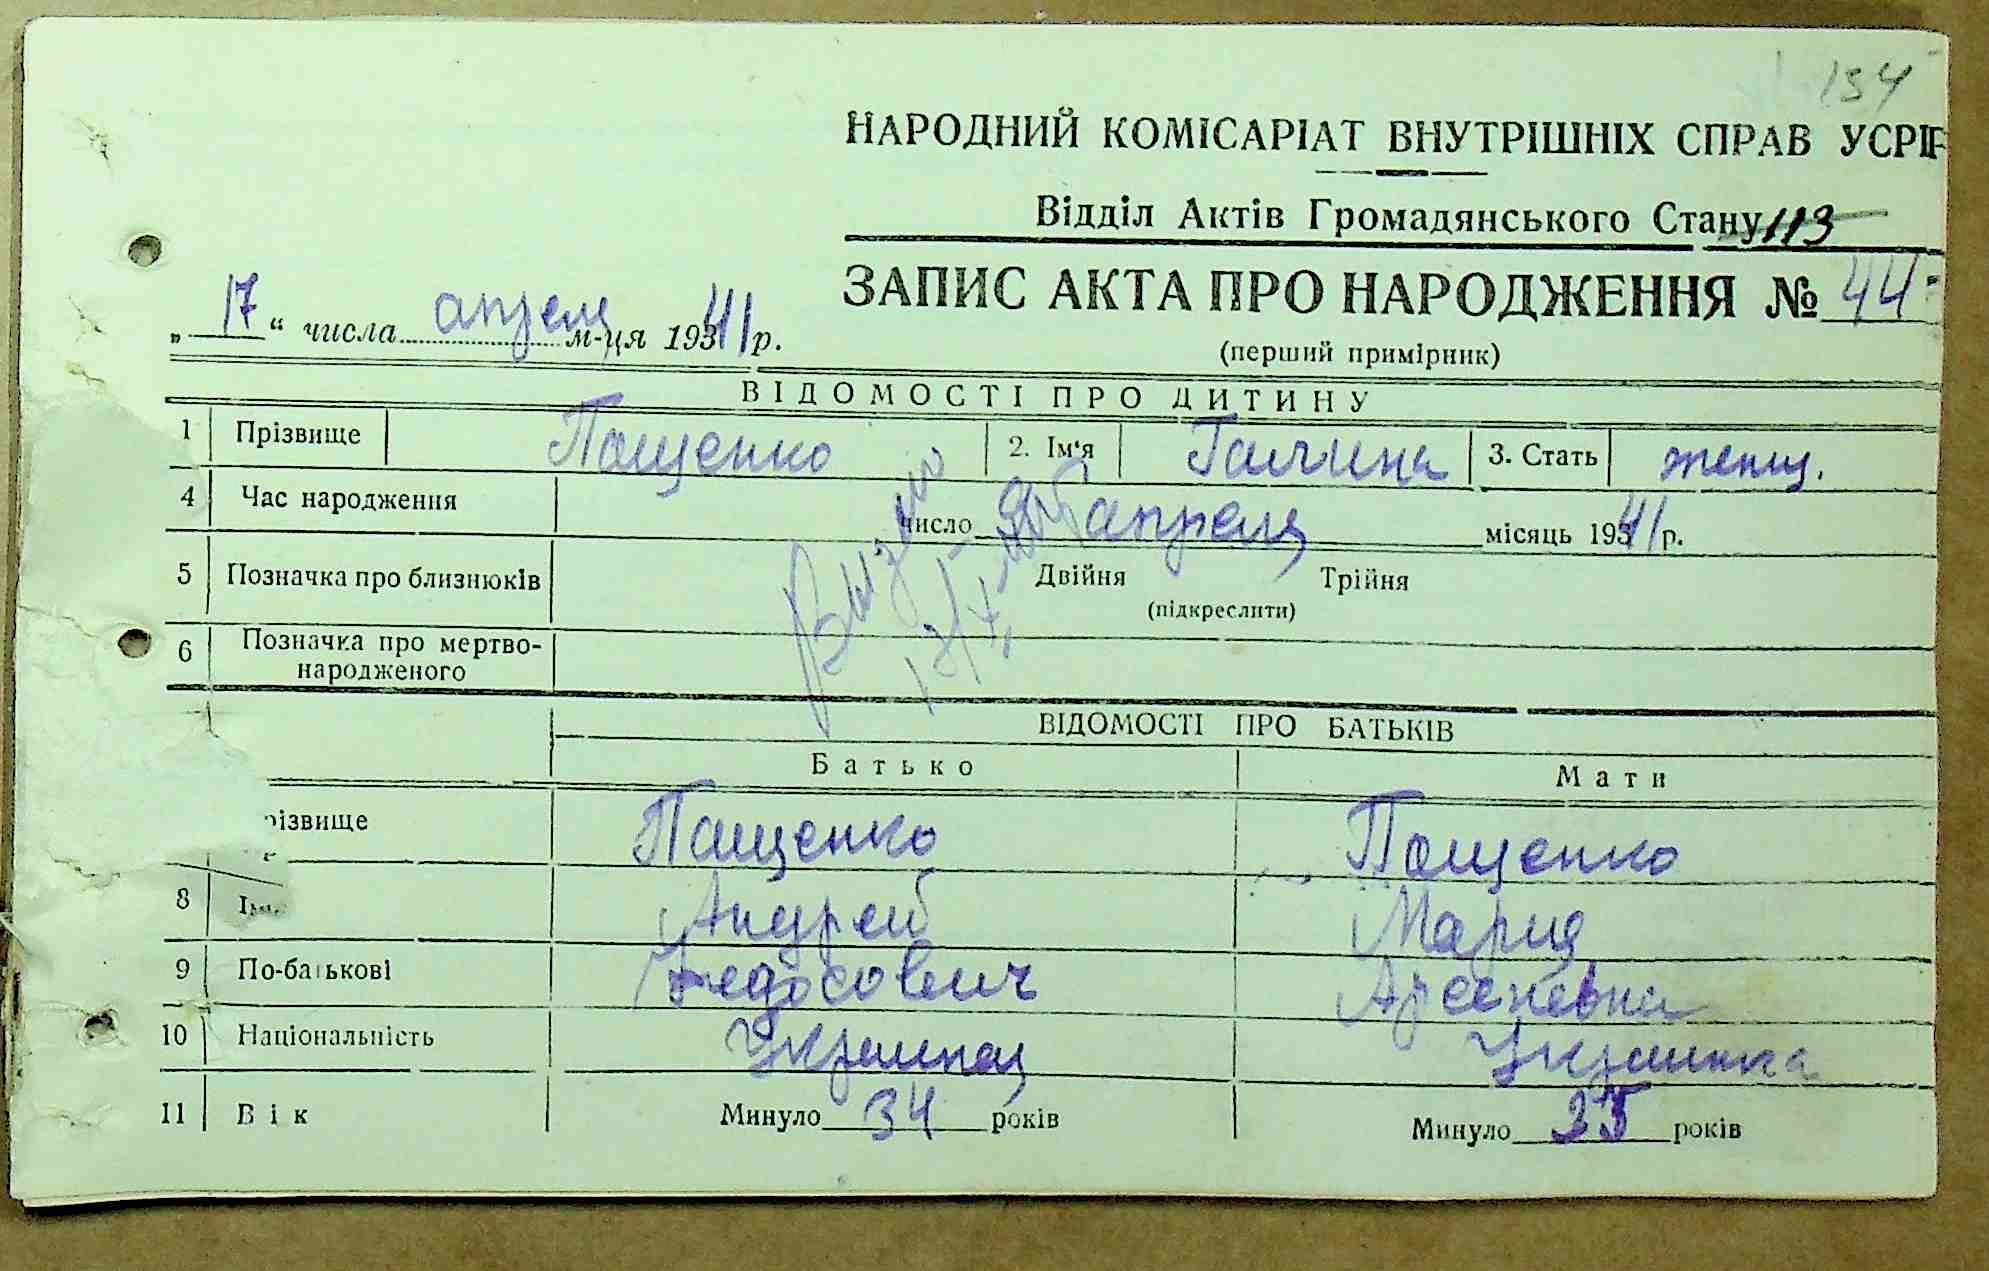 134
НАРОДНИЙ КОМІСАРІАТ ВНУТРІШНІХ СПРАВ УСРР
Відділ Актів Громадянського Стану 113
ЗАПИС АКТА ПРО НАРОДЖЕННЯ № 44
„17“ числа апреля м-ця 1941 р.
(перший примірник)
ВІДОМОСТІ ПРО ДИТИНУ
1 Прізвище Пащенко 2. Ім'я Галина 3. Стать женщ.
4 Час народження число апреля місяць 1941 р.
5 Позначка про близнюків Двійня Трійня
(підкреслити)
6 Позначка про мертво-
народженого
ВІДОМОСТІ ПРО БАТЬКІВ
Батько Мати
різвище Пащенко Пащенко
8 Андрей Мария
9 По-батькові Федосович Арсеневна
10 Національність Украинец Украинка
11 Вік Минуло 34 років Минуло 25 років